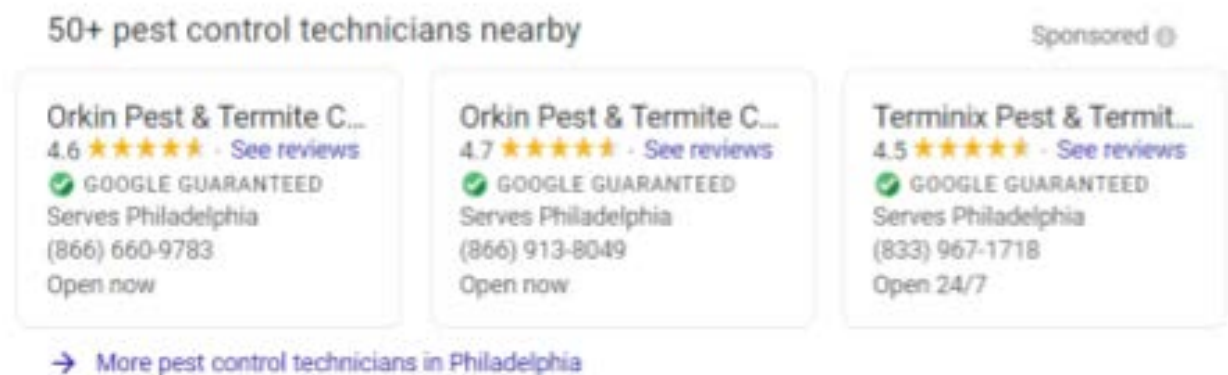 50+ pest control technicians nearby
Sponsored
Orkin Pest & Termite C...
4.6 · See reviews
GOOGLE GUARANTEED
Serves Philadelphia
(866) 660-9783
Open now
Orkin Pest & Termite C...
4.7 · See reviews
GOOGLE GUARANTEED
Serves Philadelphia
(866) 913-8049
Open now
Terminix Pest & Termit...
4.5 · See reviews
GOOGLE GUARANTEED
Serves Philadelphia
(833) 967-1718
Open 24/7
→ More pest control technicians in Philadelphia